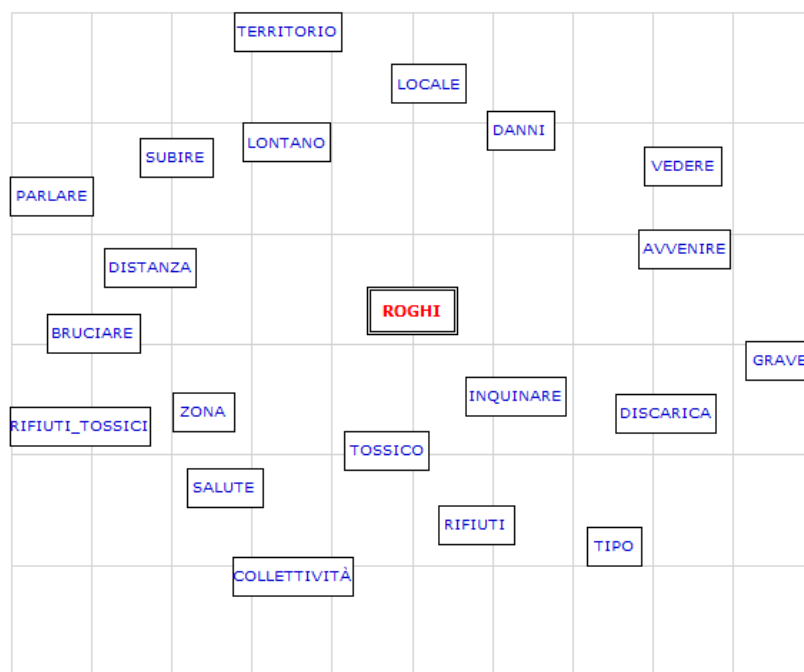 TERRITORIO
LOCALE
DANNI
LONTANO
SUBIRE
VEDERE
PARLARE
AVVENIRE
DISTANZA
ROGHI
BRUCIARE
GRAVE
INQUINARE
ZONA
DISCARICA
RIFIUTI_TOSSICI
TOSSICO
SALUTE
RIFIUTI
TIPO
COLLETTIVITÀ